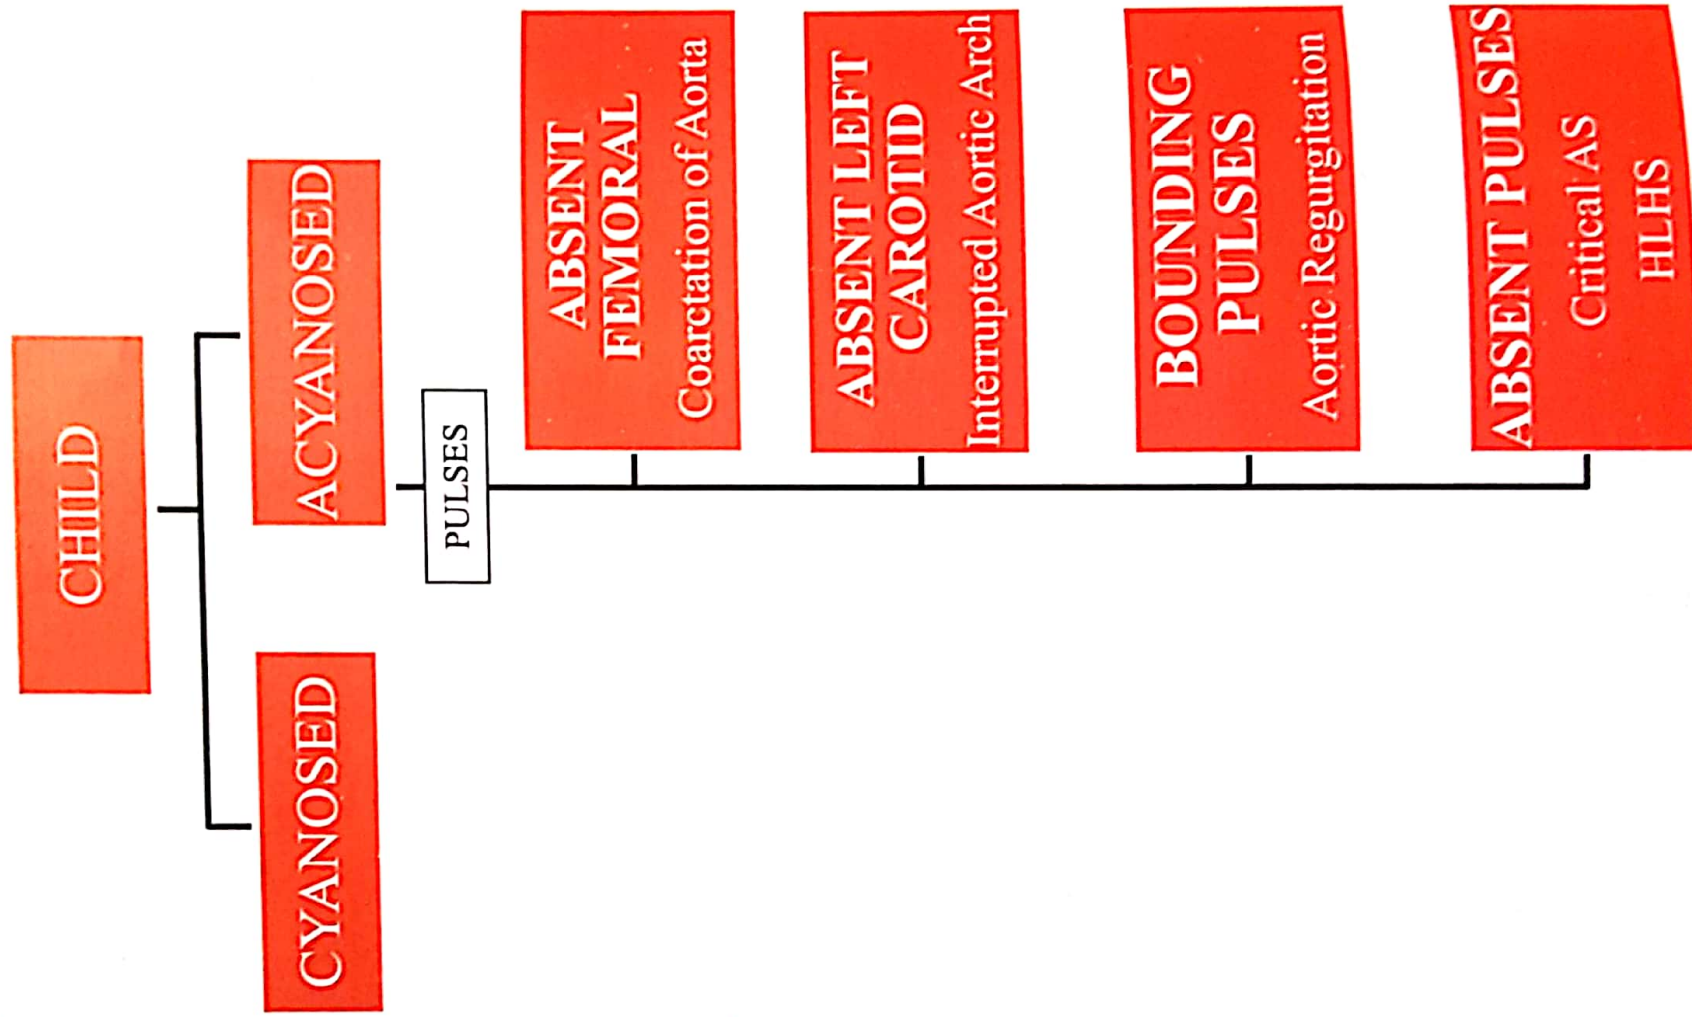 CHILD
CYANOSED
ACYANOSED
PULSES
ABSENT
FEMORAL
Coarctation of Aorta
ABSENT LEFT
CAROTID
Interrupted Aortic Arch
BOUNDING
PULSES
Aortic Regurgitation
ABSENT PULSES
Critical AS
HLHS